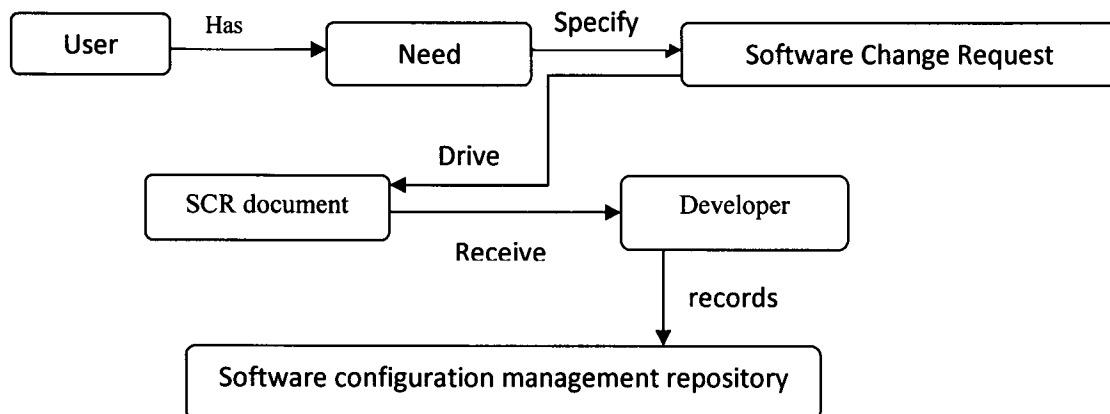 User
Has
Need
Specify
Software Change Request
Drive
SCR document
Developer
Receive
records
Software configuration management repository